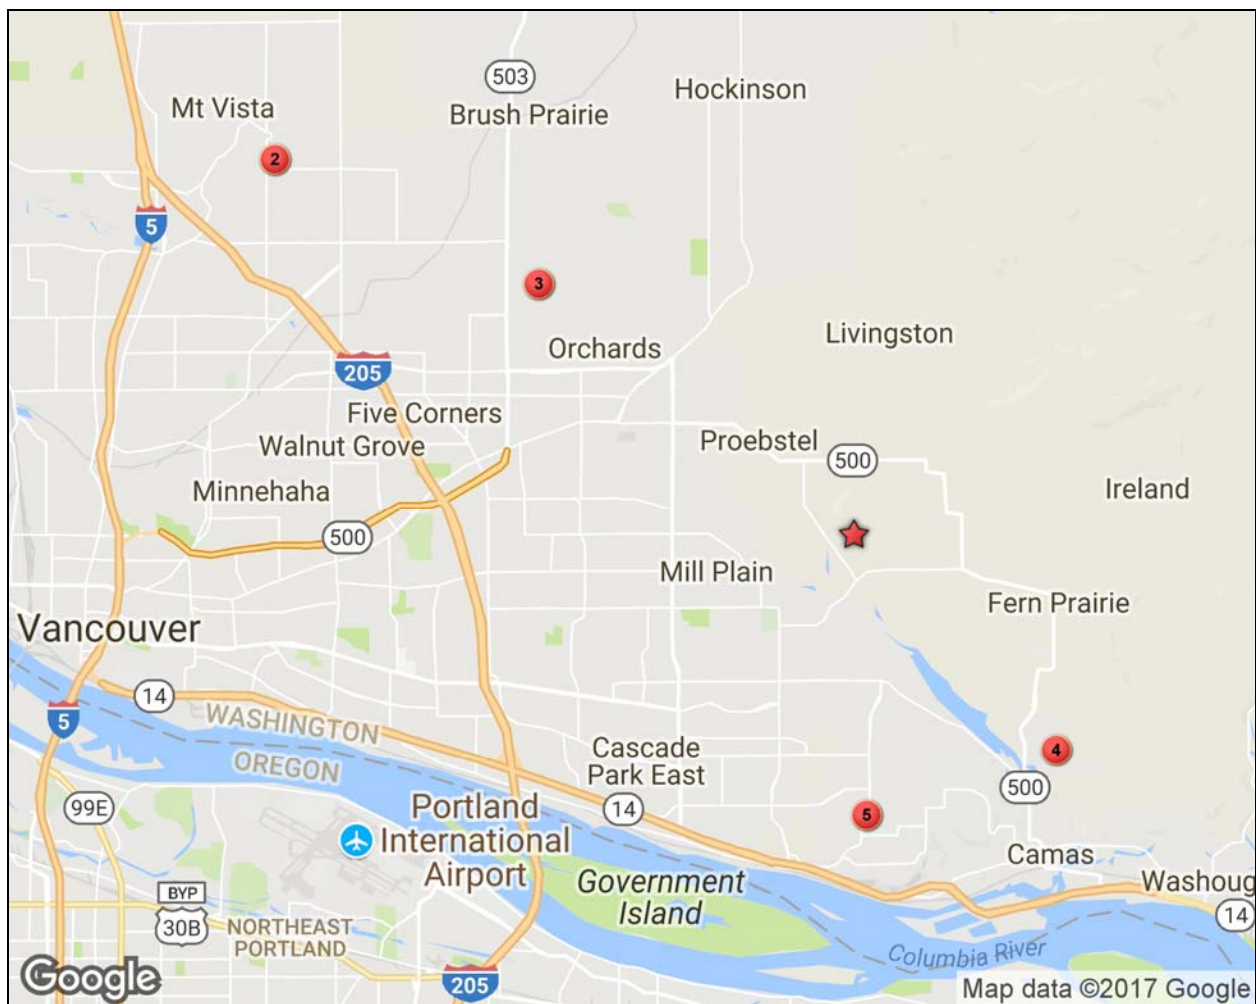 503
Hockinson
Mt Vista
Brush Prairie
2
5
3
Livingston
Orchards
205
Five Corners
Proebstel
Walnut Grove
500
Minnehaha
Ireland
500
Mill Plain
Fern Prairie
Vancouver
14
5
WASHINGTON
OREGON
Cascade
Park East
4
500
99E
14
Portland
International
Airport
5
Camas
Government
Island
Washoug
BYP
30B
NORTHEAST
PORTLAND
14
Columbia River
205
Google
Map data ©2017 Google